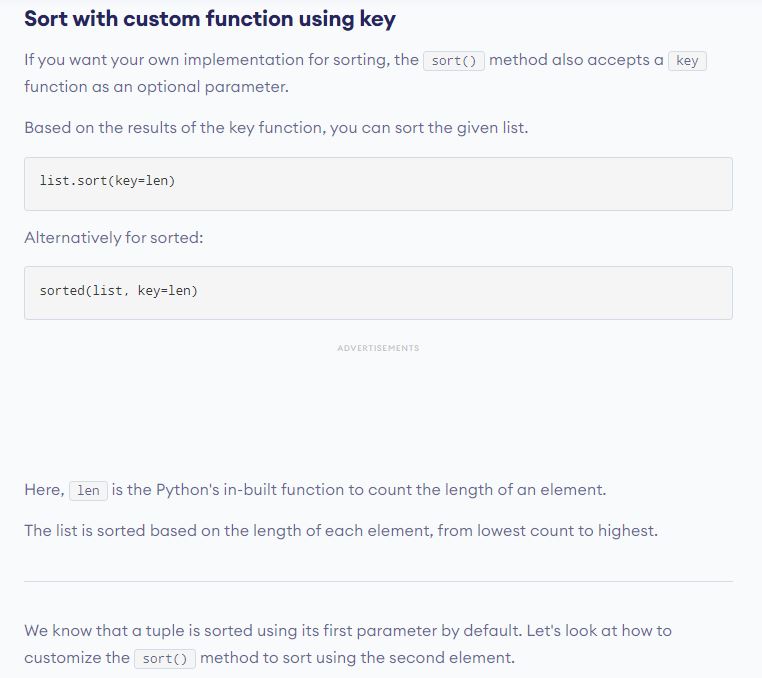 Sort with custom function using key
If you want your own implementation for sorting, the sort() method also accepts a key
function as an optional parameter.
Based on the results of the key function, you can sort the given list.
list.sort(key=len)
Alternatively for sorted:
sorted(list, key=len)
ADVERTISEMENTS
Here, len is the Python's in-built function to count the length of an element.
The list is sorted based on the length of each element, from lowest count to highest.
We know that a tuple is sorted using its first parameter by default. Let's look at how to
customize the sort() method to sort using the second element.